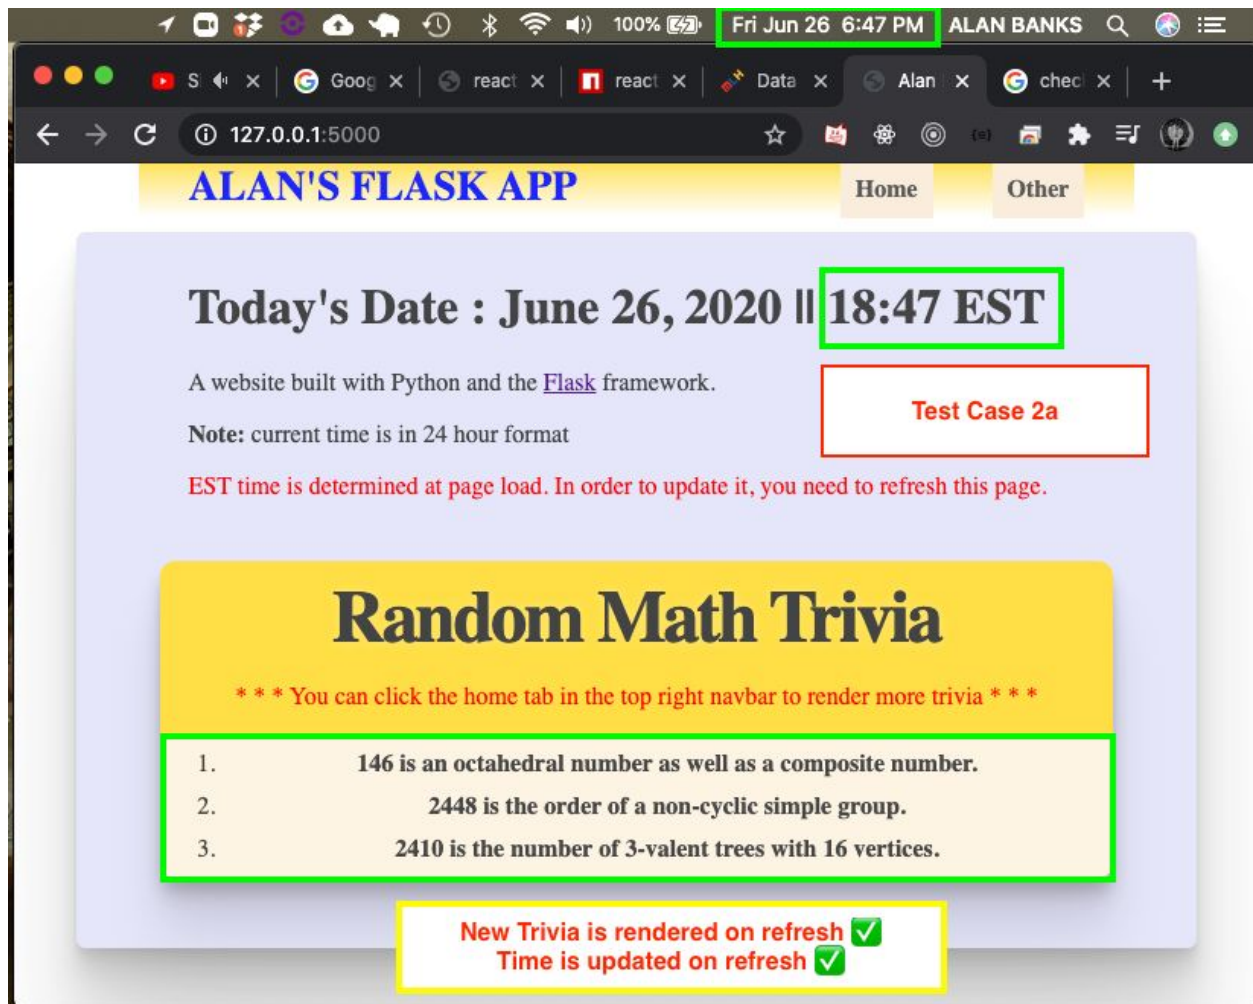 100% Fri Jun 26 6:47 PM ALAN BANKS
S Goog react react Data Alan chec
127.0.0.1:5000
ALAN'S FLASK APP Home Other
Today's Date : June 26, 2020 || 18:47 EST
A website built with Python and the Flask framework.
Test Case 2a
Note: current time is in 24 hour format
EST time is determined at page load. In order to update it, you need to refresh this page.
Random Math Trivia
* * * You can click the home tab in the top right navbar to render more trivia * * *
1. 146 is an octahedral number as well as a composite number.
2. 2448 is the order of a non-cyclic simple group.
3. 2410 is the number of 3-valent trees with 16 vertices.
New Trivia is rendered on refresh ✅
Time is updated on refresh ✅